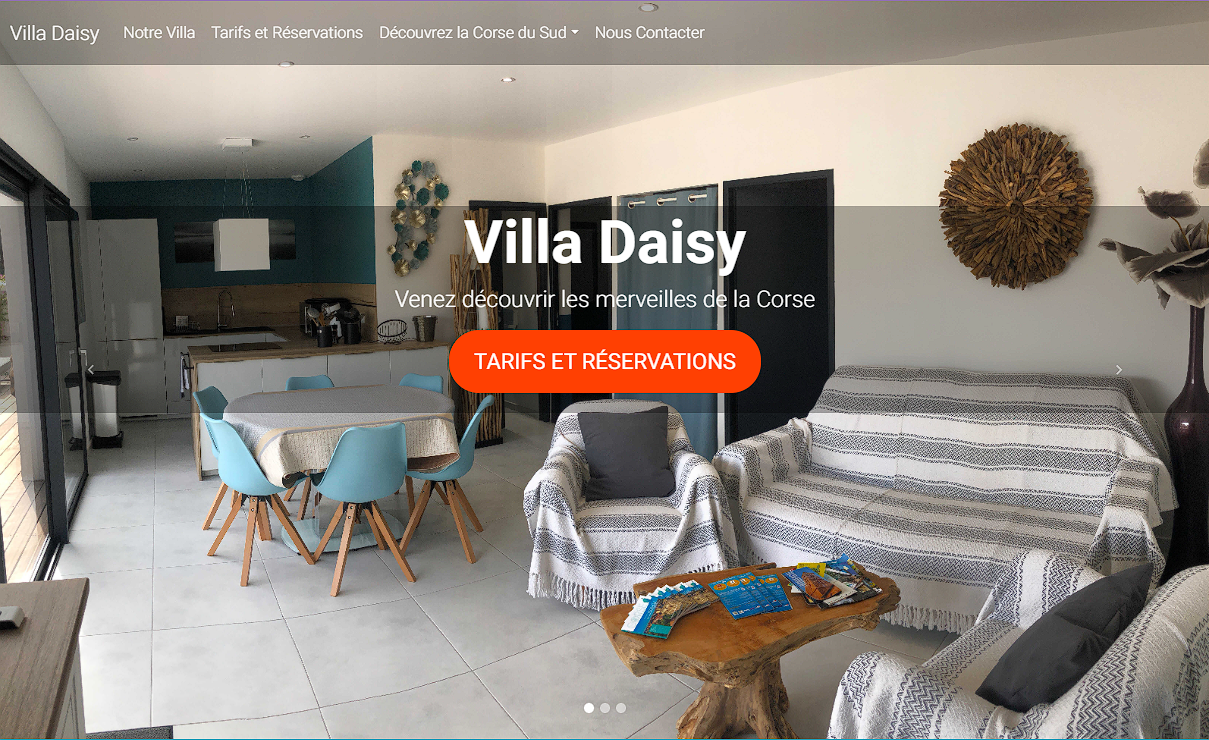 Villa Daisy Notre Villa Tarifs et Réservations Découvrez la Corse du Sud Nous Contacter
Villa Daisy
Venez découvrir les merveilles de la Corse
TARIFS ET RÉSERVATIONS